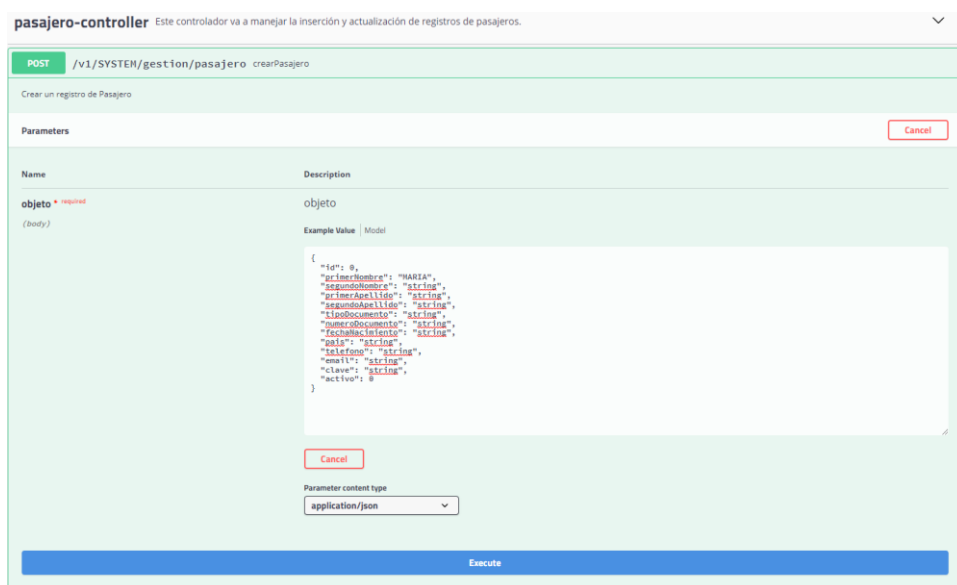 pasajero-controller Este controlador va a manejar la inserción y actualización de registros de pasajeros.
POST /v1/SYSTEM/gestion/pasajero crearPasajero
Crear un registro de Pasajero
Parameters Cancel
Name Description
objeto * required objeto
(body)
Example Value Model
{
"id": 0,
"primerNombre": "MARIA",
"segundoNombre": "string",
"primerApellido": "string",
"segundoApellido": "string",
"tipoDocumento": "string",
"numeroDocumento": "string",
"fechaNacimiento": "string",
"pais": "string",
"telefono": "string",
"email": "string",
"clave": "string",
"activo": 0
}
Cancel
Parameter content type
application/json
Execute